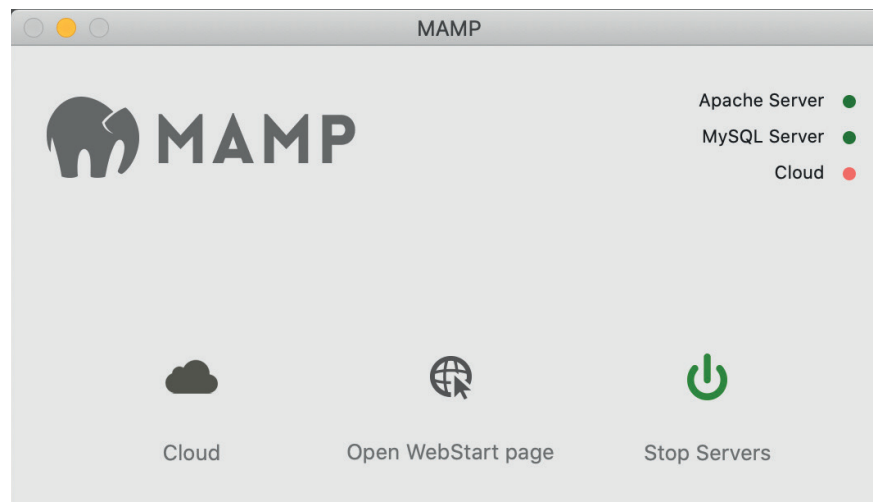 MAMP
MAMP
Apache Server
MySQL Server
Cloud
Cloud
Open WebStart page
Stop Servers